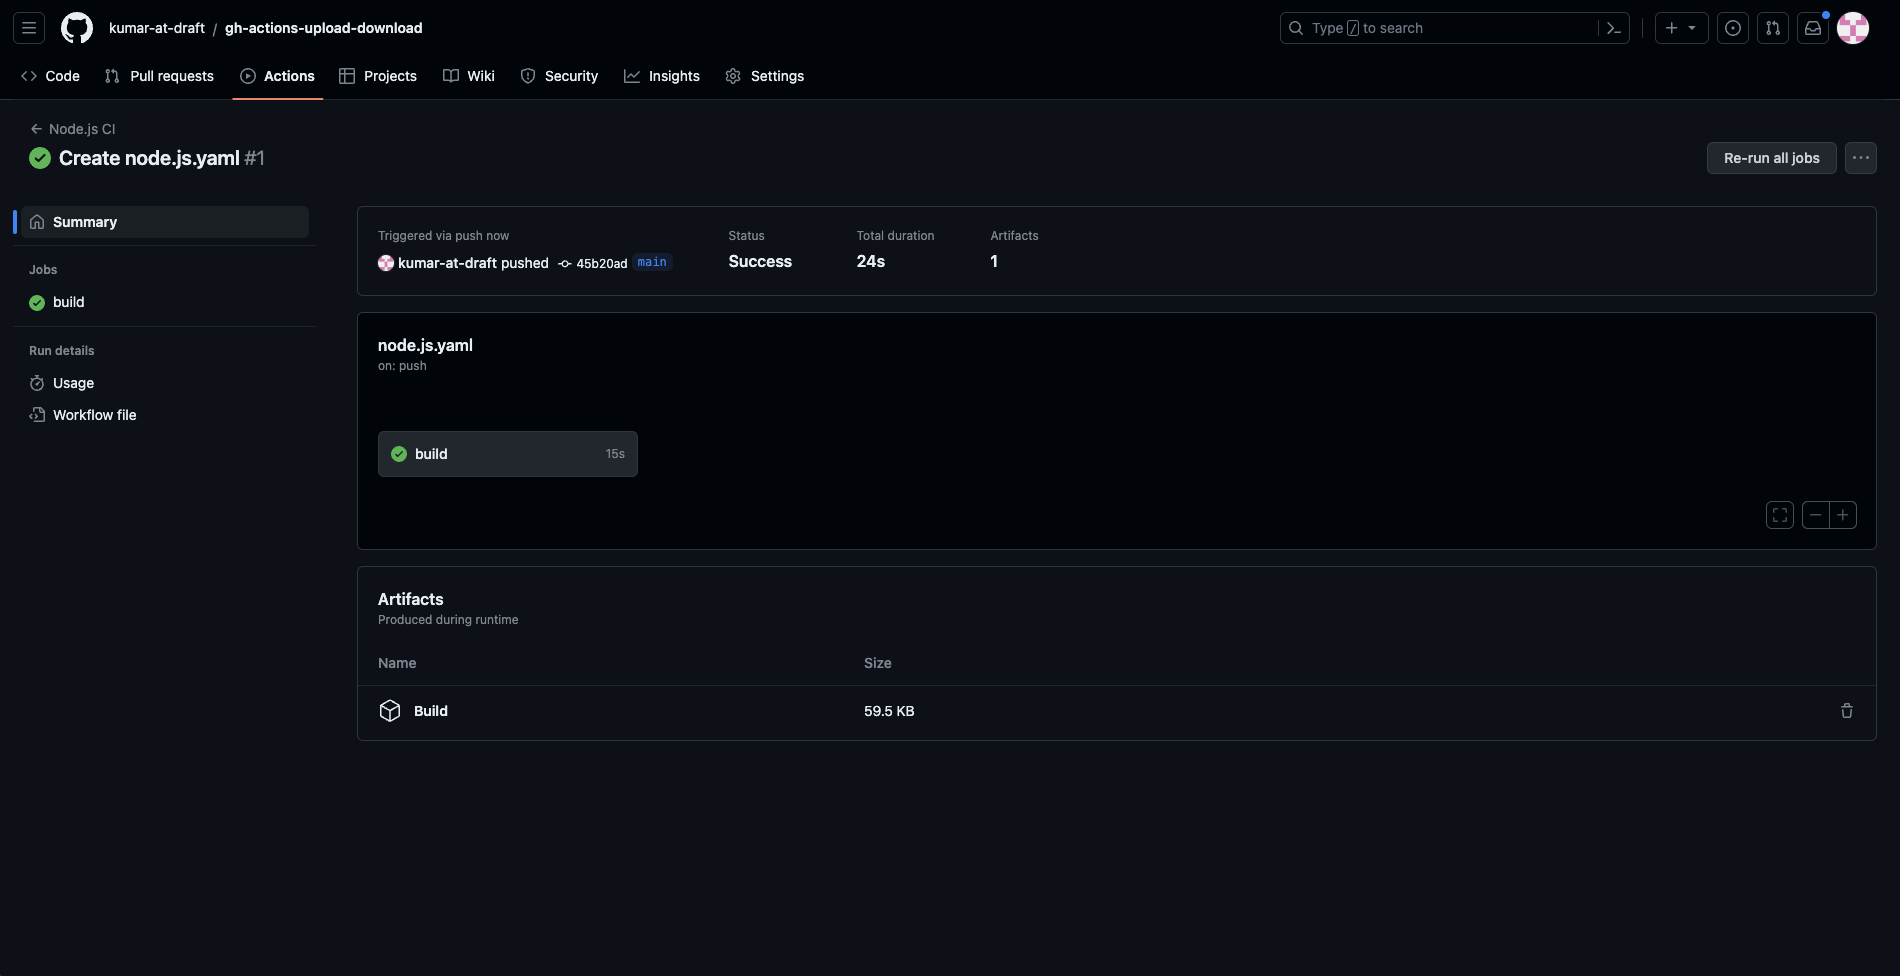 kumar-at-draft / gh-actions-upload-download
Type / to search
Code Pull requests Actions Projects Wiki Security Insights Settings
Node.js CI
Create node.js.yaml #1
Re-run all jobs
Summary
Jobs
build
Run details
Usage
Workflow file
Triggered via push now Status Total duration Artifacts
kumar-at-draft pushed 45b20ad main Success 24s 1
node.js.yaml
on: push
build 15s
Artifacts
Produced during runtime
Name Size
Build 59.5 KB